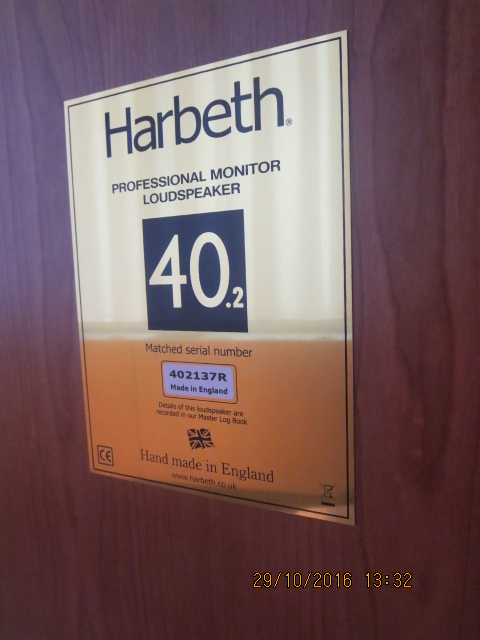 Harbeth®
PROFESSIONAL MONITOR
LOUDSPEAKER
40.2
Matched serial number
402137R
Made in England
Details of this loudspeaker are
recorded in our Master Log Book
CE
Hand made in England
www.harbeth.co.uk
29/10/2016 13:32